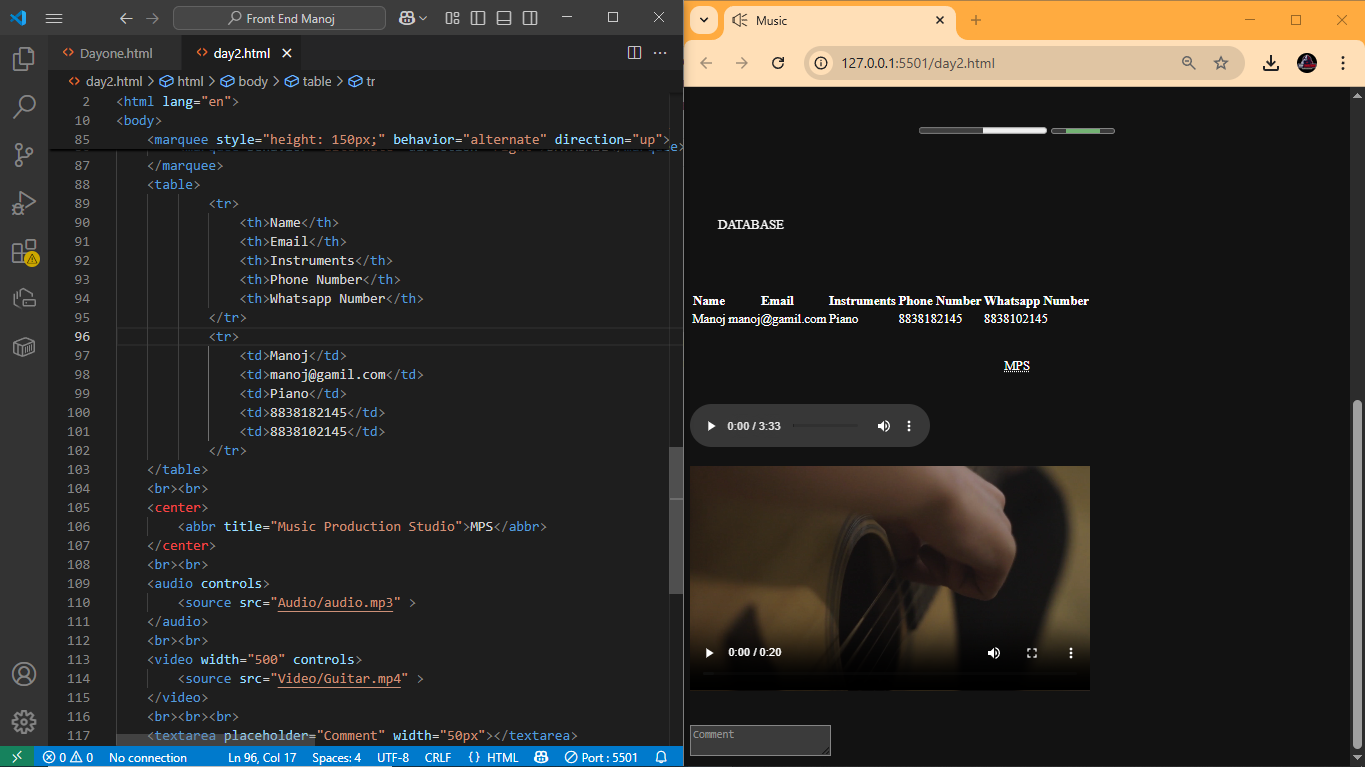 Front End Manoj
Dayone.html
day2.html
day2.html > html > body > table > tr
2 <html lang="en">
10 <body>
85 <marquee style="height: 150px;" behavior="alternate" direction="up">
87 </marquee>
88 <table>
89 <tr>
90 <th>Name</th>
91 <th>Email</th>
92 <th>Instruments</th>
93 <th>Phone Number</th>
94 <th>Whatsapp Number</th>
95 </tr>
96 <tr>
97 <td>Manoj</td>
98 <td>manoj@gamil.com</td>
99 <td>Piano</td>
100 <td>8838182145</td>
101 <td>8838102145</td>
102 </tr>
103 </table>
104 <br><br>
105 <center>
106 <abbr title="Music Production Studio">MPS</abbr>
107 </center>
108 <br><br>
109 <audio controls>
110 <source src="Audio/audio.mp3" >
111 </audio>
112 <br><br>
113 <video width="500" controls>
114 <source src="Video/Guitar.mp4" >
115 </video>
116 <br><br><br>
117 <textarea placeholder="Comment" width="50px"></textarea>
0 0 No connection Ln 96, Col 17 Spaces: 4 UTF-8 CRLF {} HTML Port : 5501
Music
127.0.0.1:5501/day2.html
DATABASE
Name Email Instruments Phone Number Whatsapp Number
Manoj manoj@gamil.com Piano 8838182145 8838102145
MPS
0:00 / 3:33
0:00 / 0:20
Comment